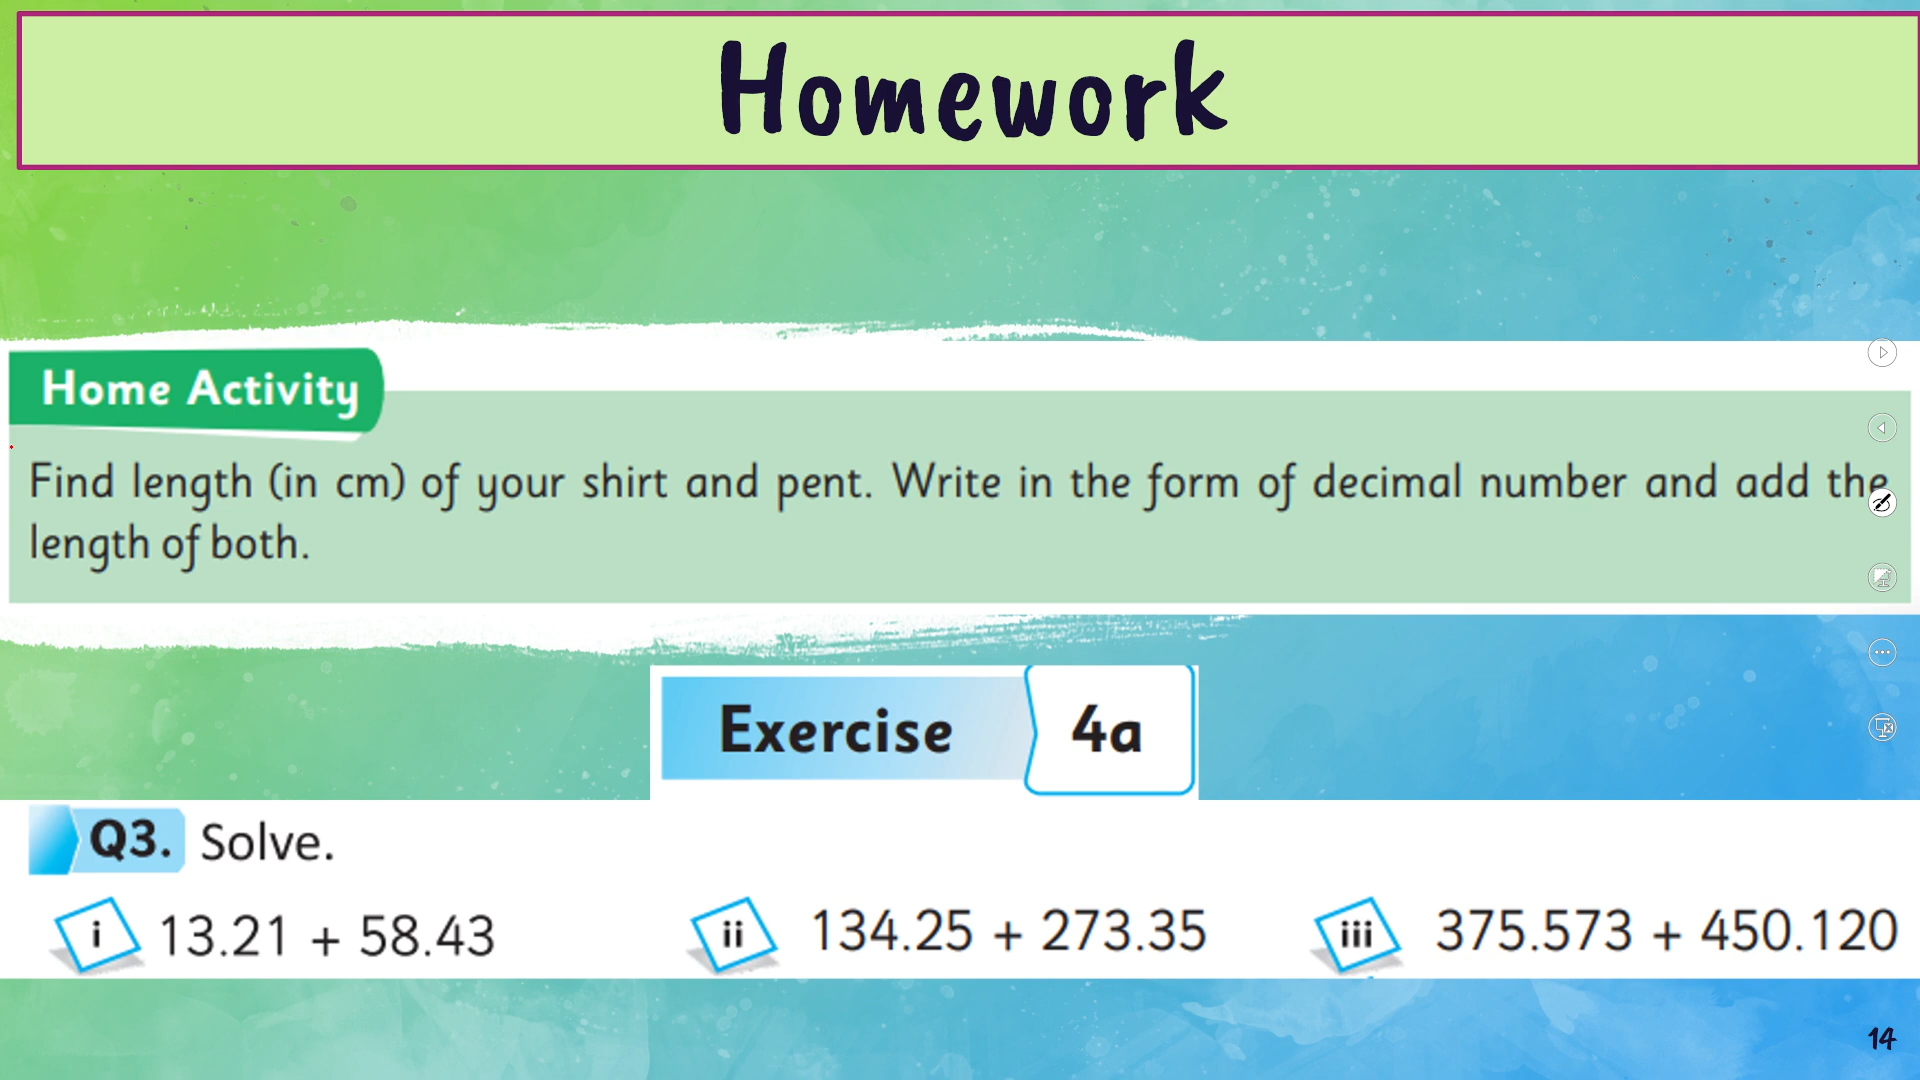 Homework
Home Activity
Find length (in cm) of your shirt and pent. Write in the form of decimal number and add the
length of both.
Exercise 4a
Q3. Solve.
i 13.21 + 58.43 ii 134.25 + 273.35 iii 375.573 + 450.120
14